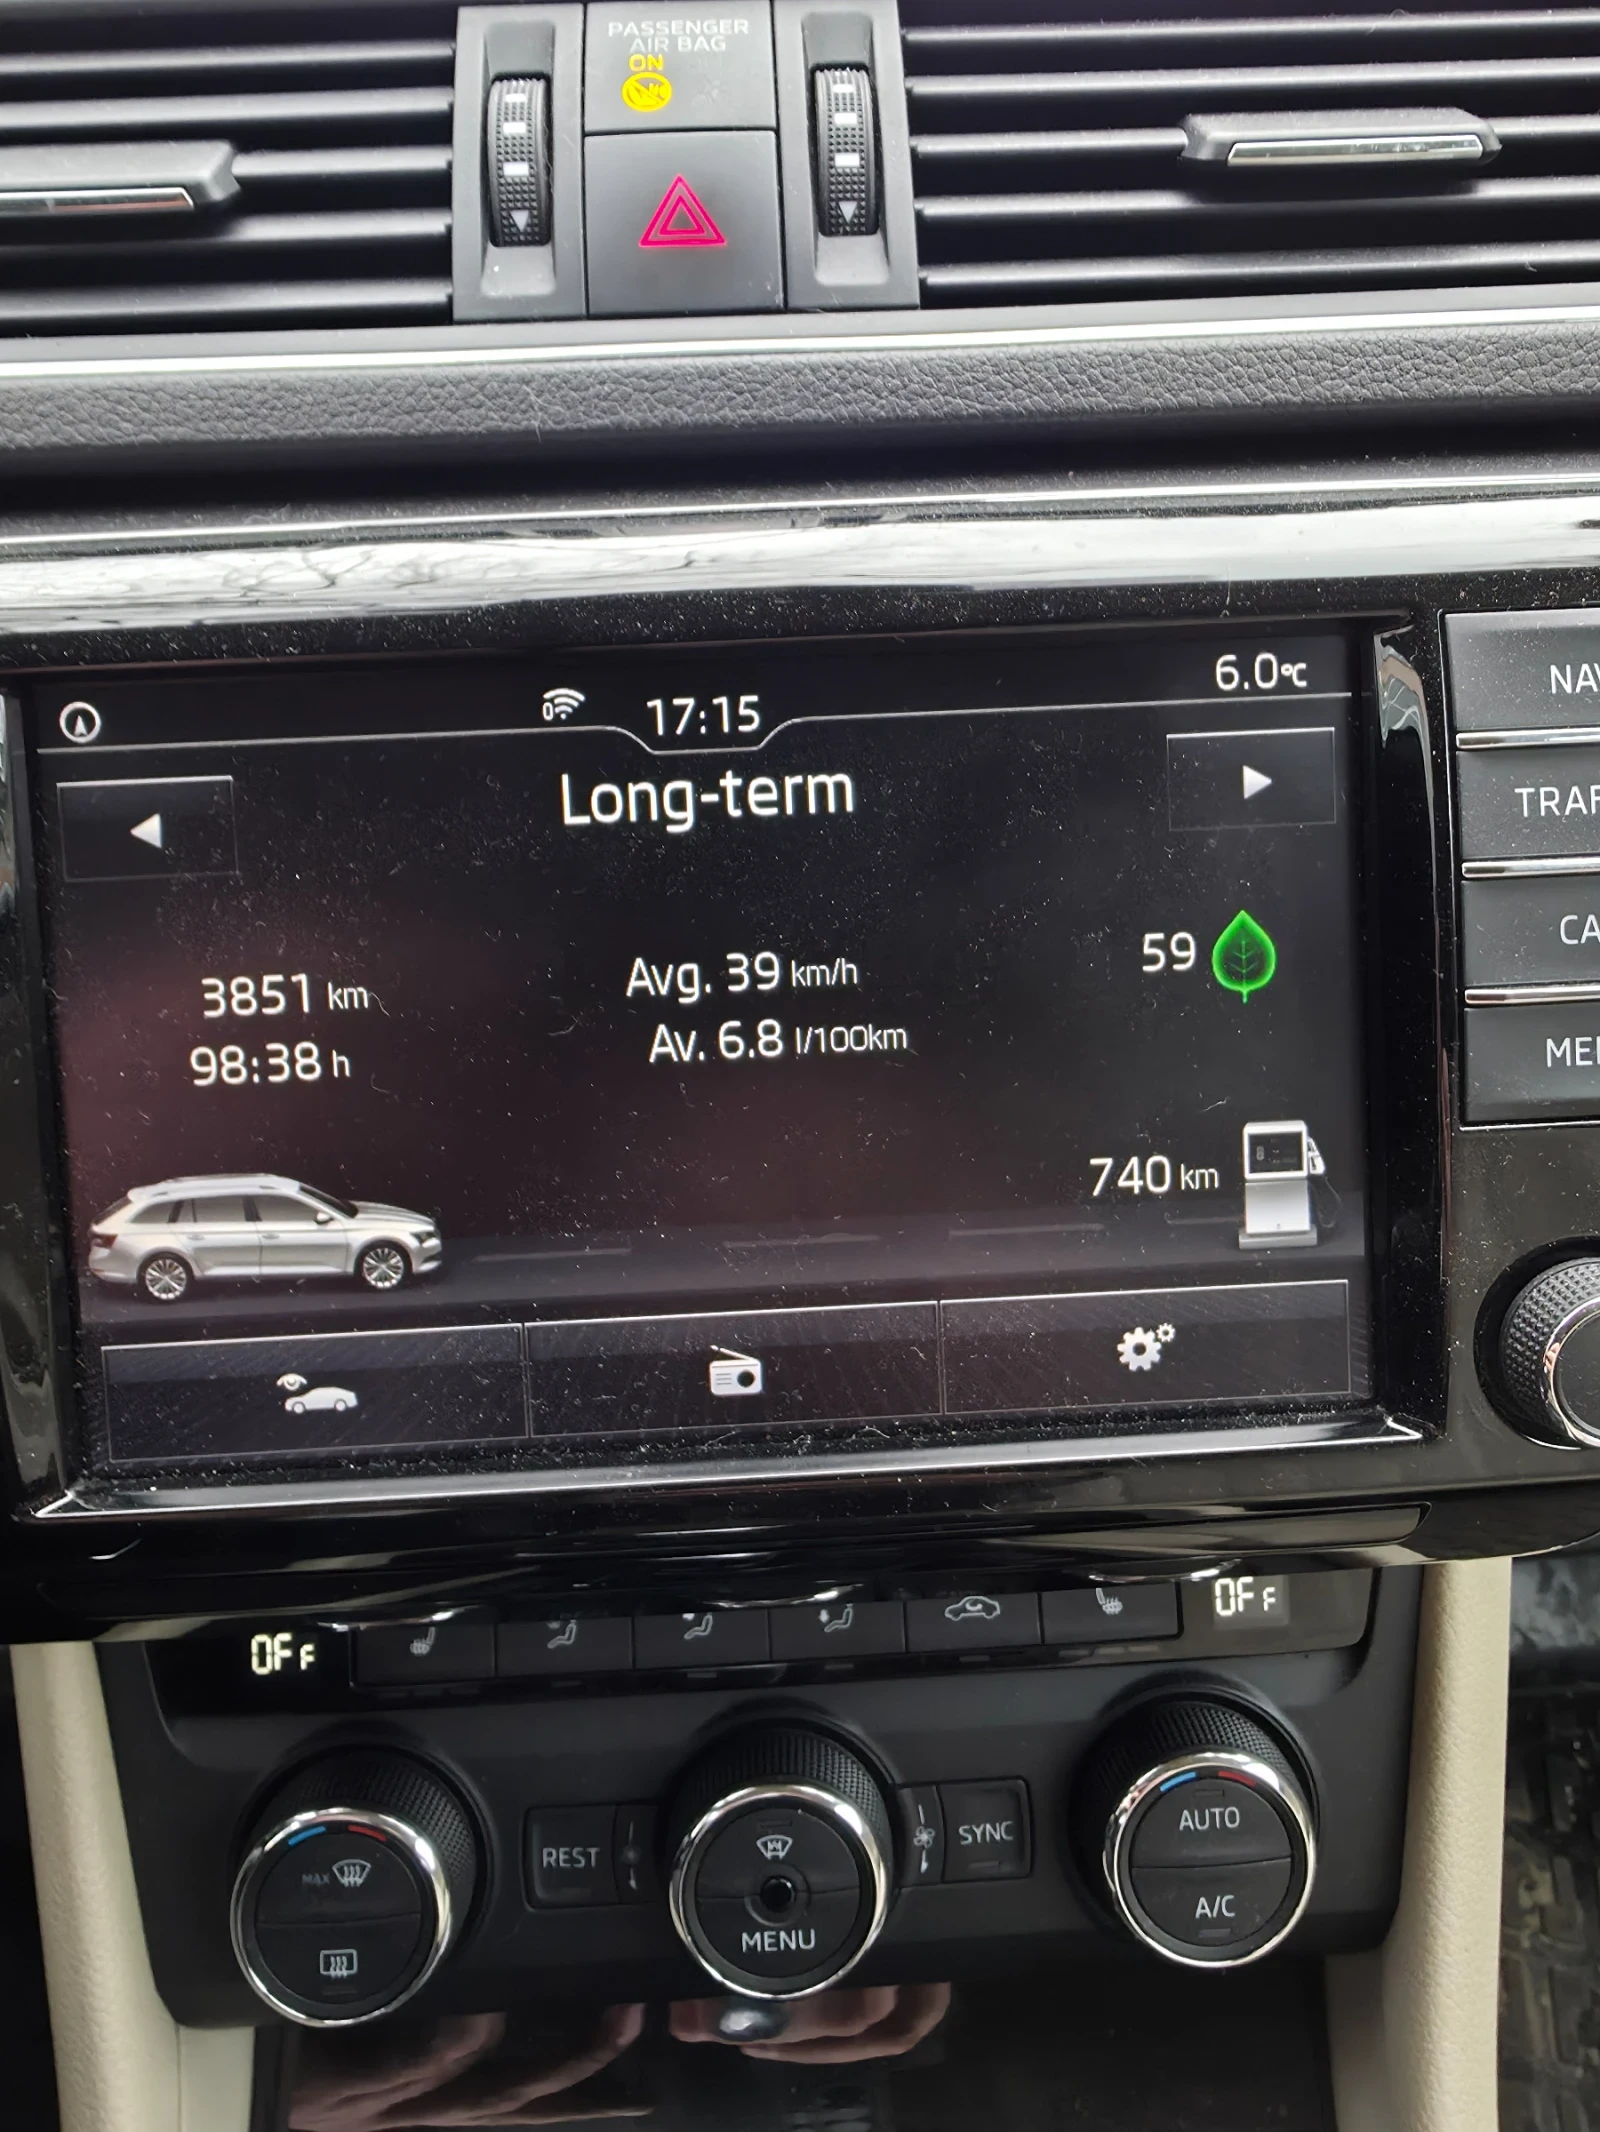 PASSENGER
AIR BAG
ON
17:15
6.0°C
Long-term
3851 km
98:38 h
Avg. 39 km/h
Av. 6.8 l/100km
59
740 km
OFF
OFF
REST
SYNC
MAX
MENU
AUTO
A/C